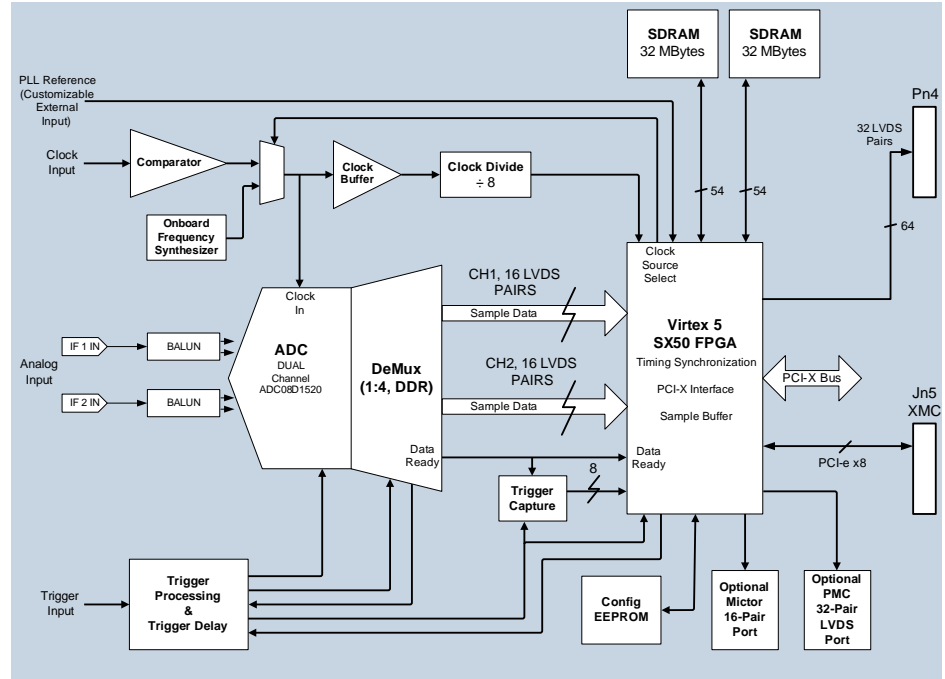 SDRAM
32 MBytes
SDRAM
32 MBytes
PLL Reference
(Customizable
External
Input)
Pn4
32 LVDS
Pairs
Clock
Input
Comparator
Clock
Buffer
Clock Divide
÷ 8
54
54
64
Onboard
Frequency
Synthesizer
Clock
Source
Select
Clock
In
CH1, 16 LVDS
PAIRS
Sample Data
Virtex 5
SX50 FPGA
Timing Synchronization
PCI-X Interface
Sample Buffer
IF 1 IN
BALUN
ADC
DUAL
Channel
ADC08D1520
DeMux
(1:4, DDR)
Analog
Input
CH2, 16 LVDS
PAIRS
Sample Data
PCI-X Bus
IF 2 IN
BALUN
Jn5
XMC
Data
Ready
Data
Ready
PCI-e x8
8
Trigger
Capture
Trigger
Input
Trigger
Processing
&
Trigger Delay
Config
EEPROM
Optional
Mictor
16-Pair
Port
Optional
PMC
32-Pair
LVDS
Port